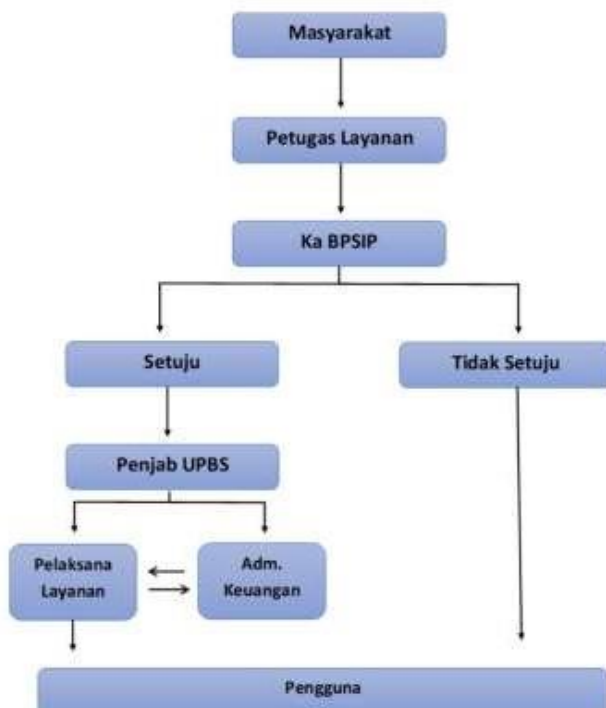 Masyarakat
Petugas Layanan
Ka BPSIP
Setuju
Tidak Setuju
Penjab UPBS
Pelaksana
Layanan
Adm.
Keuangan
Pengguna